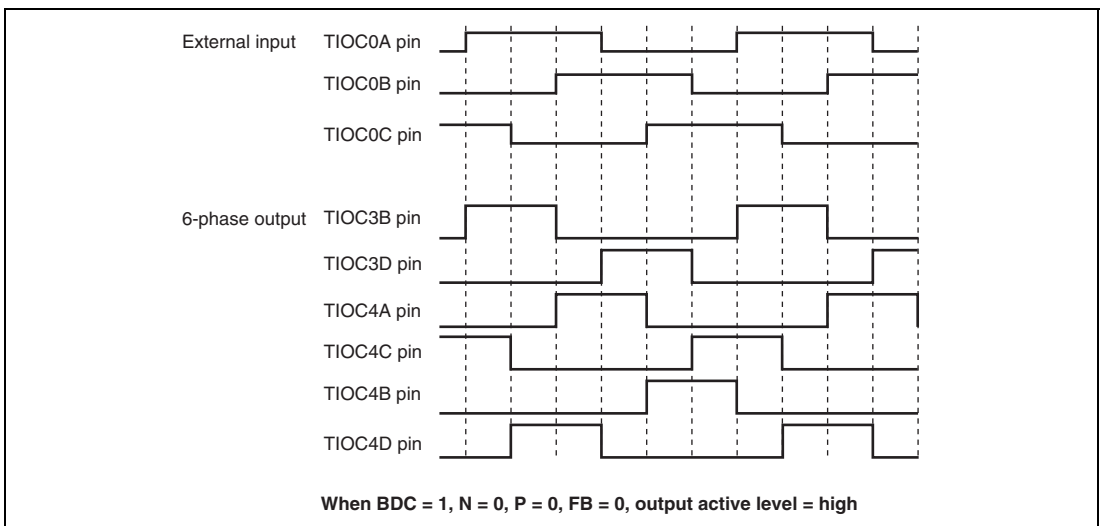 External input TIOC0A pin
TIOC0B pin
TIOC0C pin
6-phase output TIOC3B pin
TIOC3D pin
TIOC4A pin
TIOC4C pin
TIOC4B pin
TIOC4D pin
When BDC = 1, N = 0, P = 0, FB = 0, output active level = high